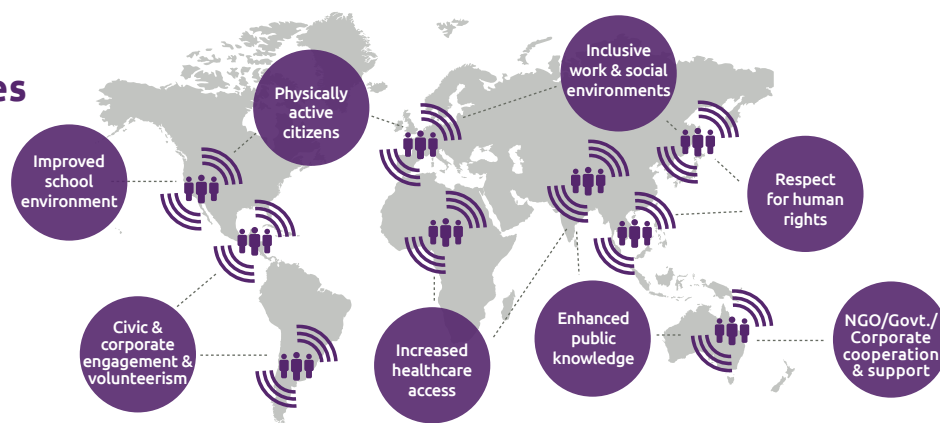 es
Physically
active
citizens
Inclusive
work & social
environments
Improved
school
environment
Respect
for human
rights
Civic &
corporate
engagement &
volunteerism
Increased
healthcare
access
Enhanced
public
knowledge
NGO/Govt./
Corporate
cooperation
& support